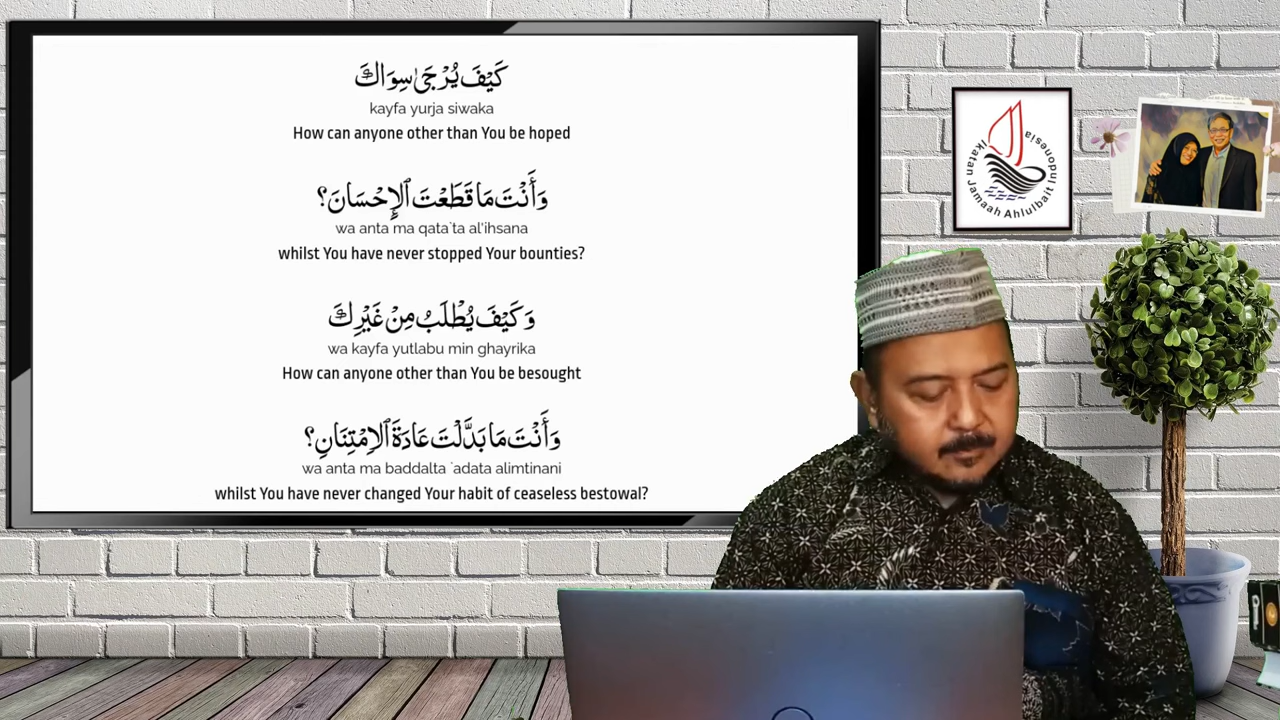 كَيْفَ يُرْجَىٰ سِوَاكَ
kayfa yurja siwaka
How can anyone other than You be hoped
وَأَنْتَ مَا قَطَعْتَ ٱلإِحْسَانَ؟
wa anta ma qata`ta al'ihsana
whilst You have never stopped Your bounties?
وَكَيْفَ يُطْلَبُ مِنْ غَيْرِكَ
wa kayfa yutlabu min ghayrika
How can anyone other than You be besought
وَأَنْتَ مَا بَدَّلْتَ عَادَةَ ٱلاِمْتِنَانِ؟
wa anta ma baddalta `adata alimtinani
whilst You have never changed Your habit of ceaseless bestowal?
Ikatan Jamaah Ahlulbait Indonesia